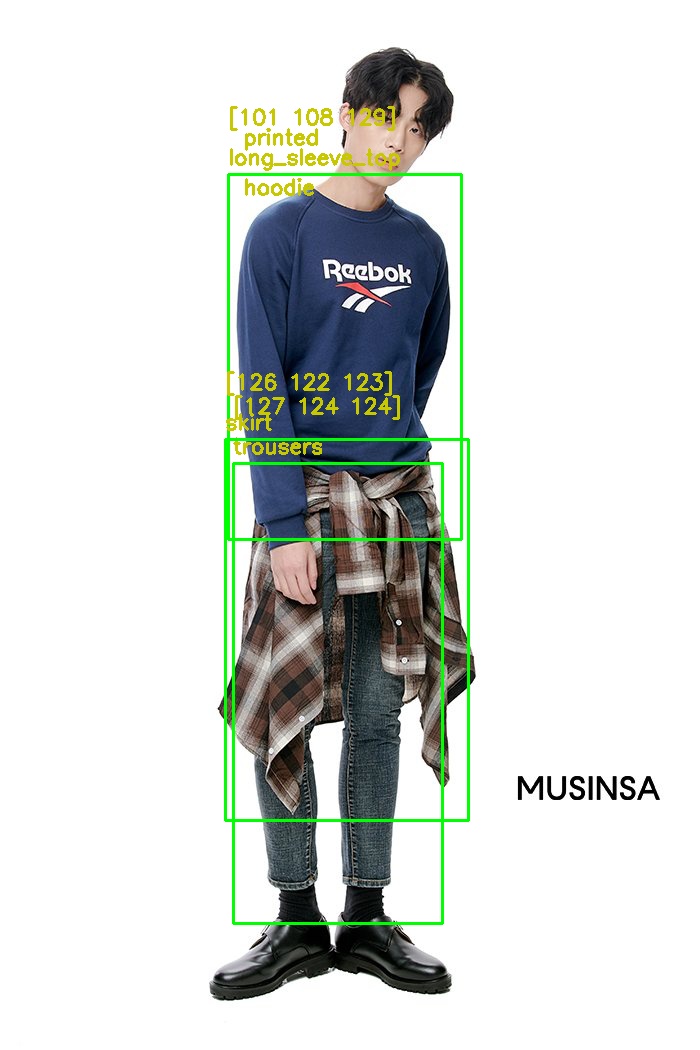 [101 108 129]
printed
long_sleeve_top
hoodie
Reebok
[126 122 123]
[127 124 124]
skirt
trousers
MUSINSA